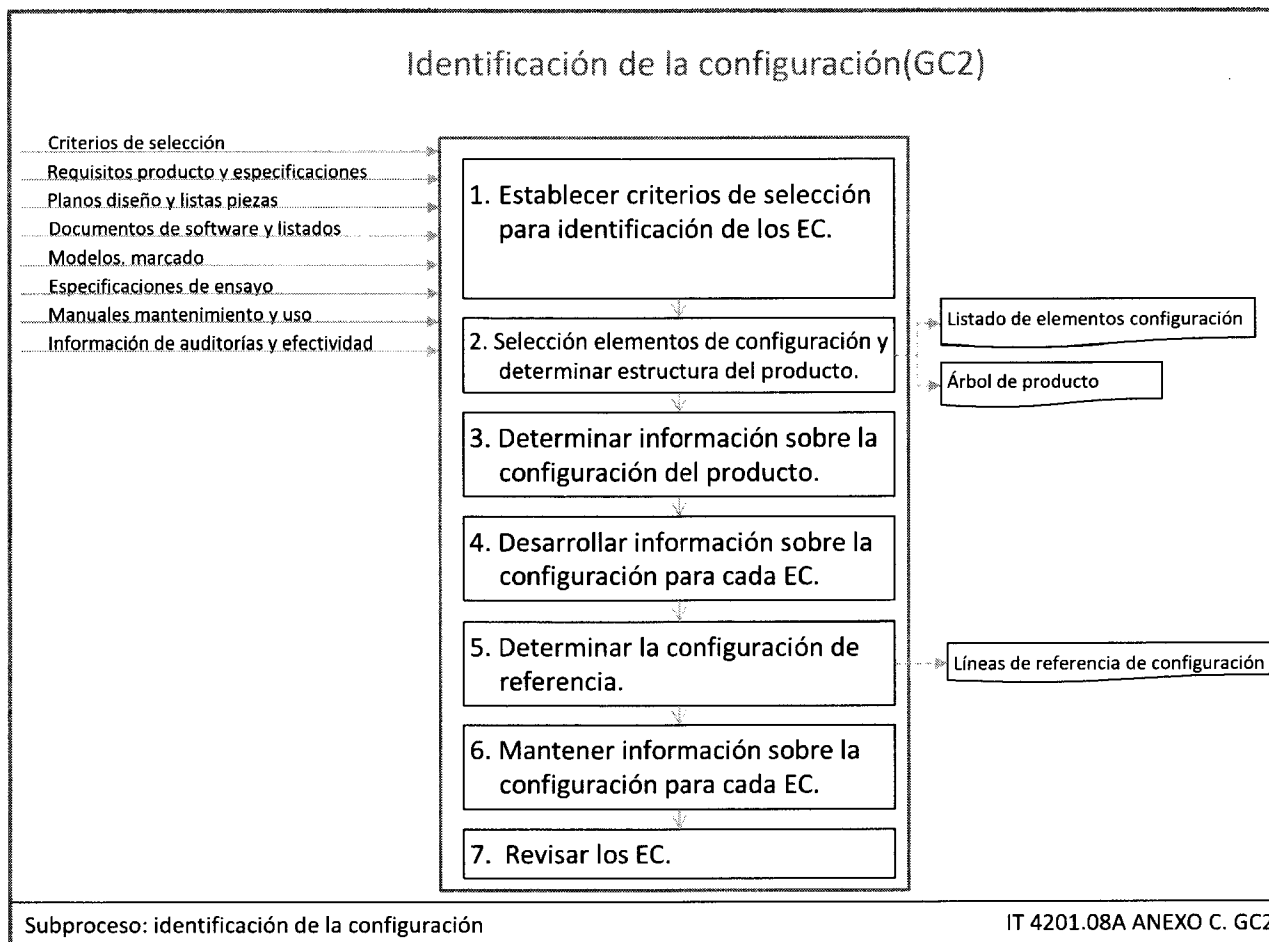 Identificación de la configuración(GC2)
Criterios de selección
Requisitos producto y especificaciones
Planos diseño y listas piezas
Documentos de software y listados
Modelos, marcado
Especificaciones de ensayo
Manuales mantenimiento y uso
Información de auditorías y efectividad
1. Establecer criterios de selección
para identificación de los EC.
2. Selección elementos de configuración y
determinar estructura del producto.
Listado de elementos configuración
Árbol de producto
3. Determinar información sobre la
configuración del producto.
4. Desarrollar información sobre la
configuración para cada EC.
5. Determinar la configuración de
referencia.
Líneas de referencia de configuración
6. Mantener información sobre la
configuración para cada EC.
7. Revisar los EC.
Subproceso: identificación de la configuración
IT 4201.08A ANEXO C. GC2